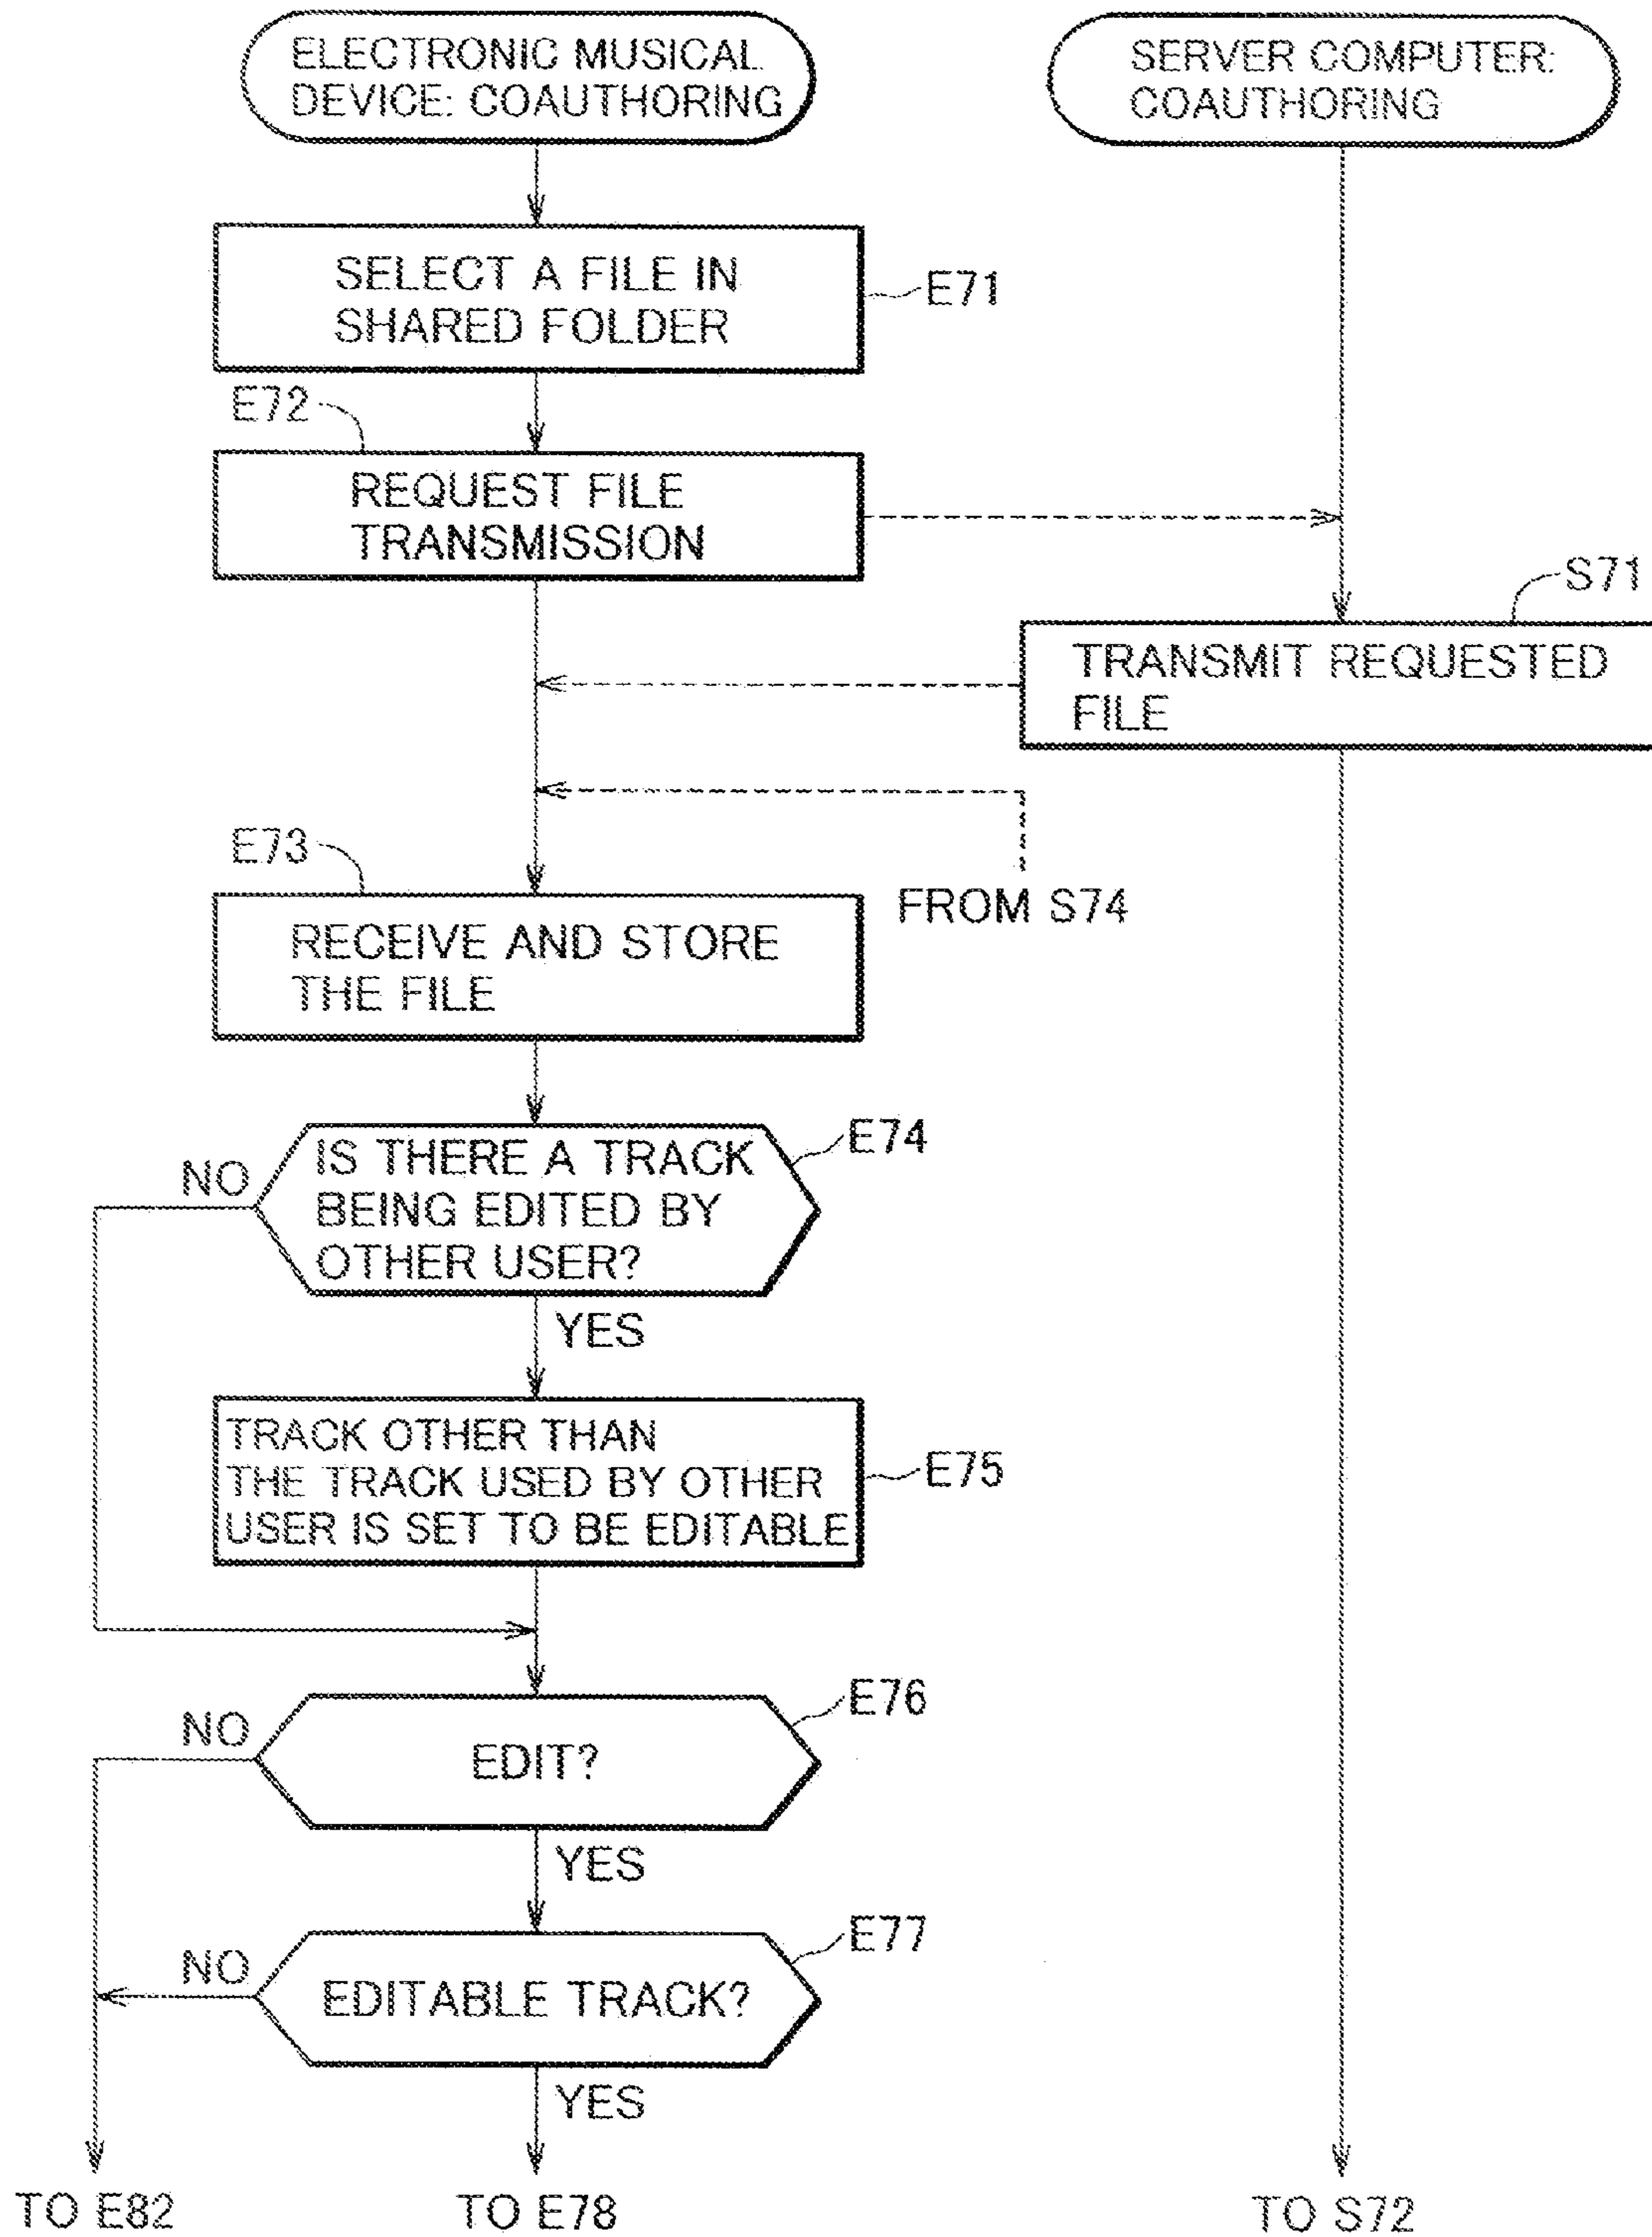 ELECTRONIC MUSICAL
DEVICE: COAUTHORING
SERVER COMPUTER:
COAUTHORING
SELECT A FILE IN
SHARED FOLDER
E71
E72
REQUEST FILE
TRANSMISSION
S71
TRANSMIT REQUESTED
FILE
E73
FROM S74
RECEIVE AND STORE
THE FILE
E74
NO
IS THERE A TRACK
BEING EDITED BY
OTHER USER?
YES
TRACK OTHER THAN
THE TRACK USED BY OTHER
USER IS SET TO BE EDITABLE
E75
E76
NO
EDIT?
YES
E77
NO
EDITABLE TRACK?
YES
TO E82
TO E78
TO S72